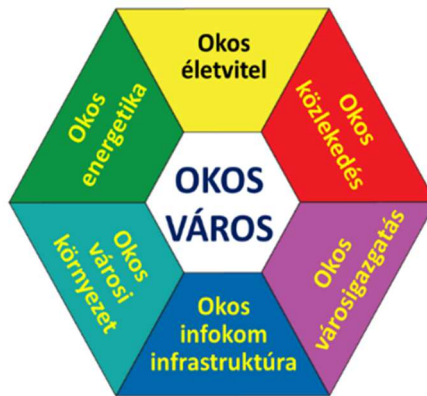 Okos
életvitel
Okos
közlekedés
Okos
városigazgatás
Okos
infokom
infrastruktúra
Okos
városi
környezet
Okos
energetika
OKOS
VÁROS